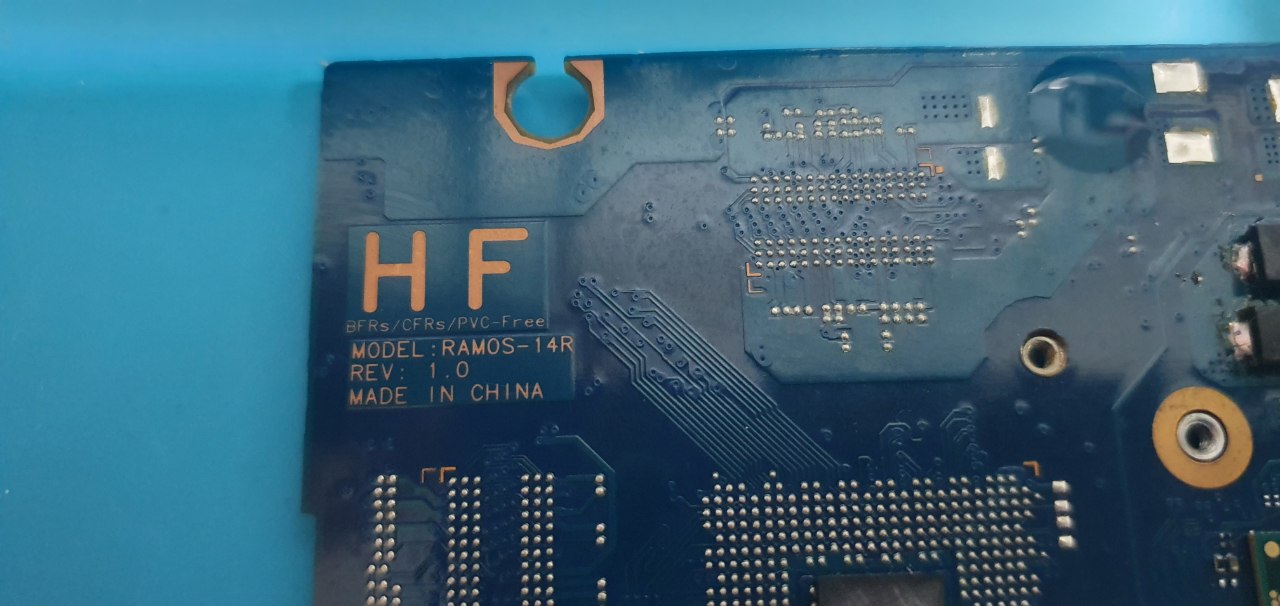 HF
BFRs/CFRs/PVC-Free
MODEL:RAMOS-14R
REV: 1.0
MADE IN CHINA